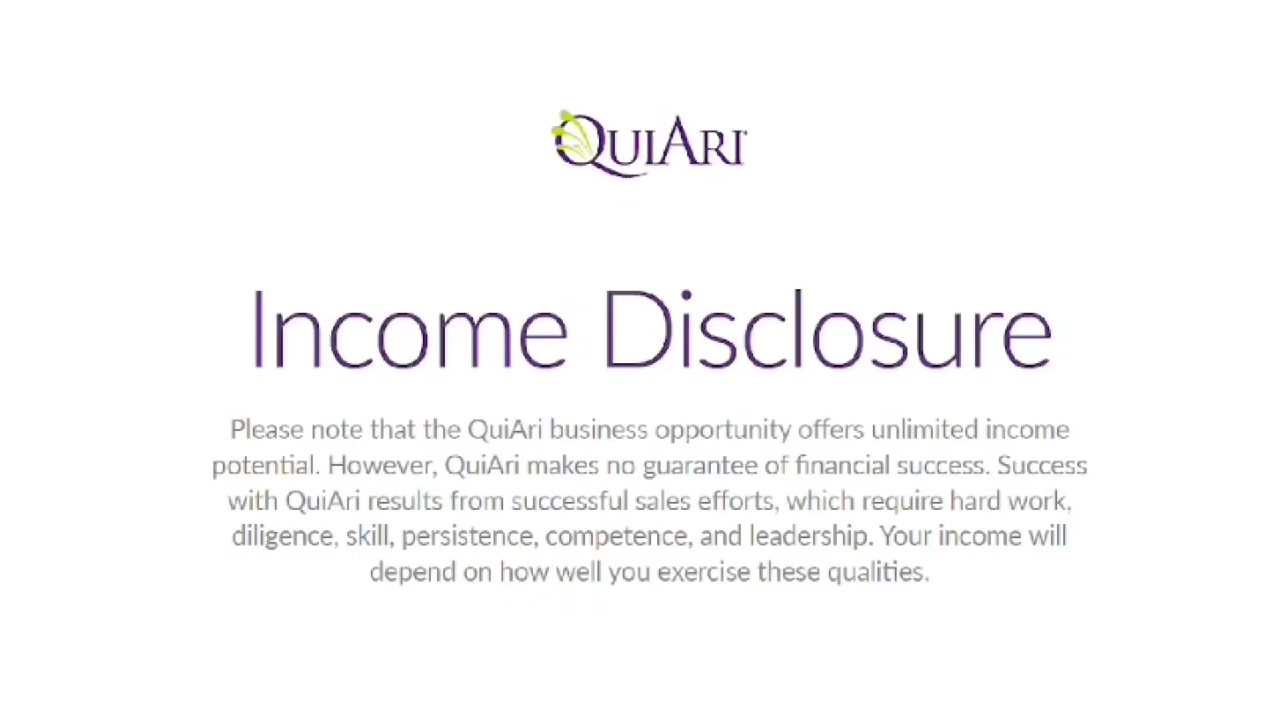 QUIARI
Income Disclosure
Please note that the QuiAri business opportunity offers unlimited income
potential. However, QuiAri makes no guarantee of financial success. Success
with QuiAri results from successful sales efforts, which require hard work,
diligence, skill, persistence, competence, and leadership. Your income will
depend on how well you exercise these qualities.